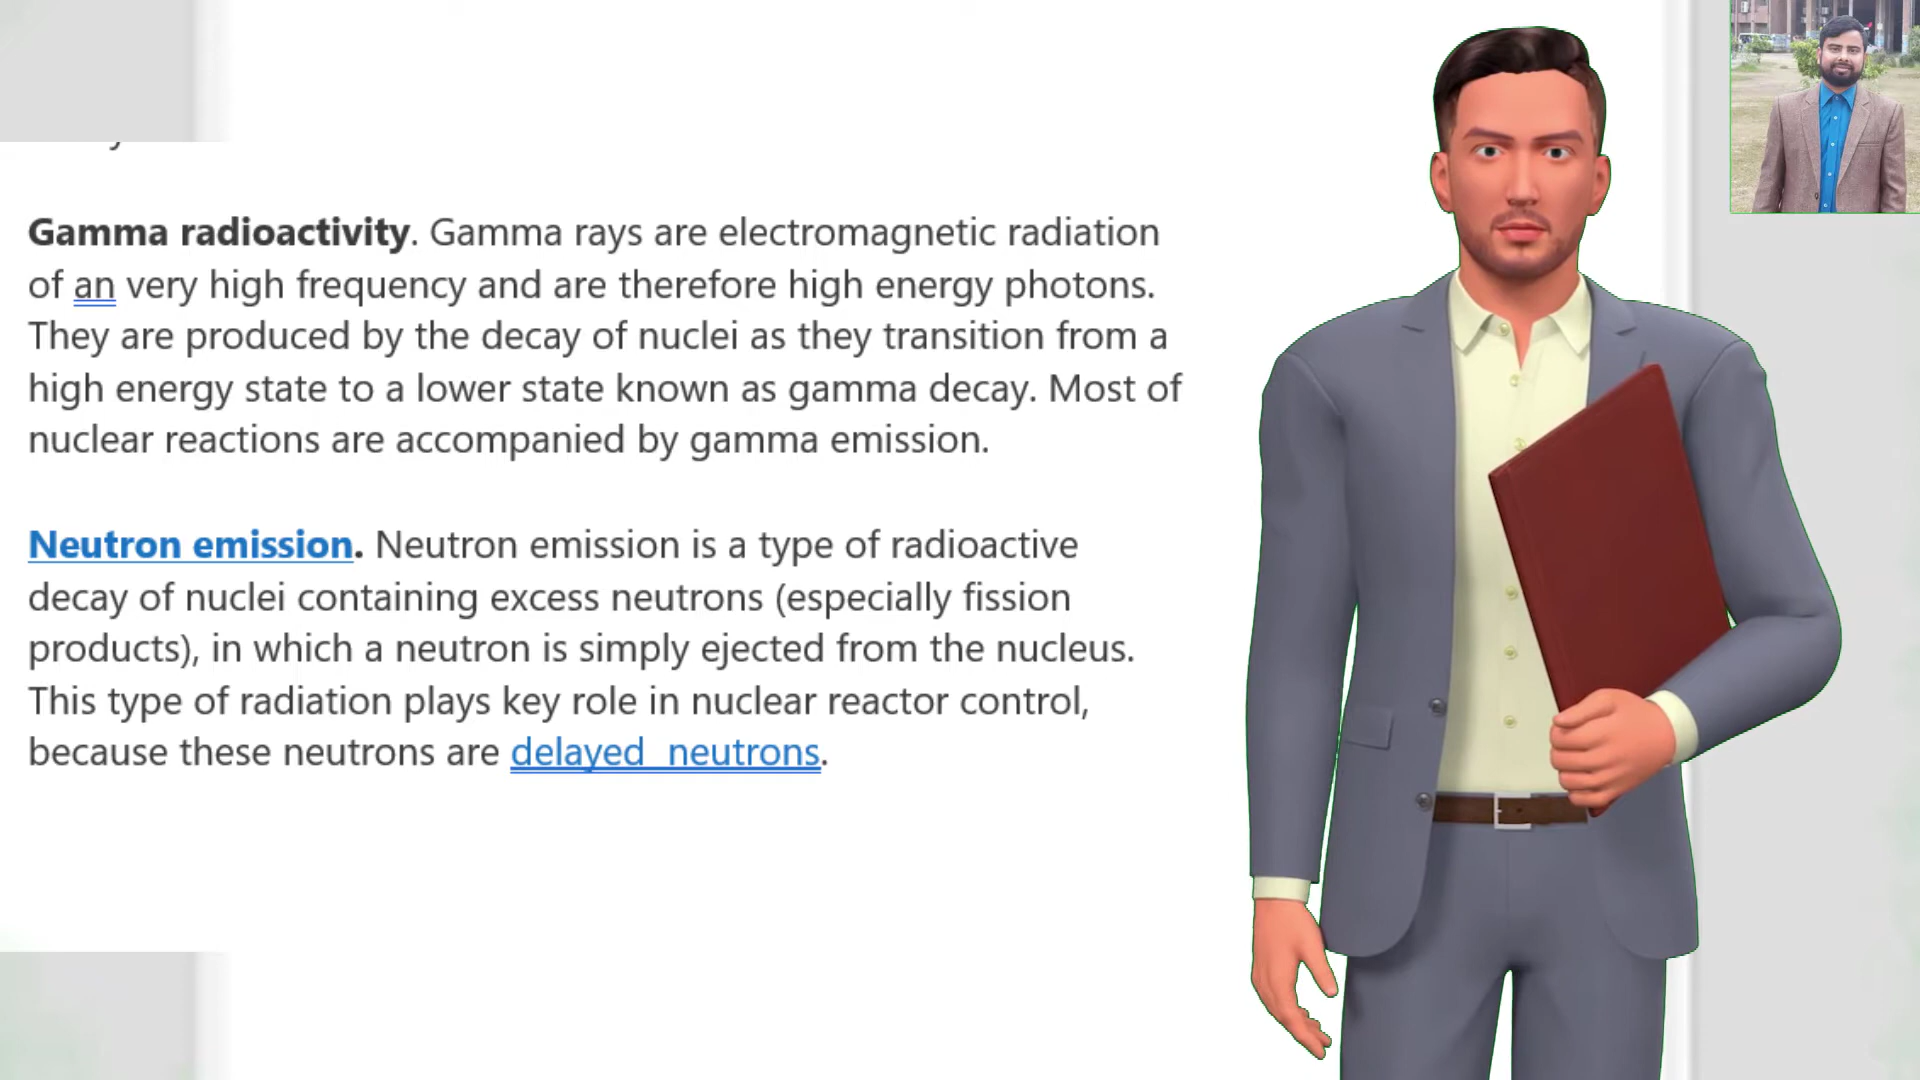 Gamma radioactivity. Gamma rays are electromagnetic radiation
of an very high frequency and are therefore high energy photons.
They are produced by the decay of nuclei as they transition from a
high energy state to a lower state known as gamma decay. Most of
nuclear reactions are accompanied by gamma emission.
Neutron emission. Neutron emission is a type of radioactive
decay of nuclei containing excess neutrons (especially fission
products), in which a neutron is simply ejected from the nucleus.
This type of radiation plays key role in nuclear reactor control,
because these neutrons are delayed neutrons.